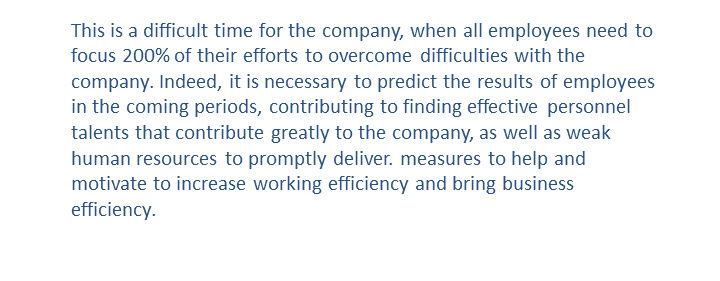 This is a difficult time for the company, when all employees need to
focus 200% of their efforts to overcome difficulties with the
company. Indeed, it is necessary to predict the results of employees
in the coming periods, contributing to finding effective personnel
talents that contribute greatly to the company, as well as weak
human resources to promptly deliver. measures to help and
motivate to increase working efficiency and bring business
efficiency.